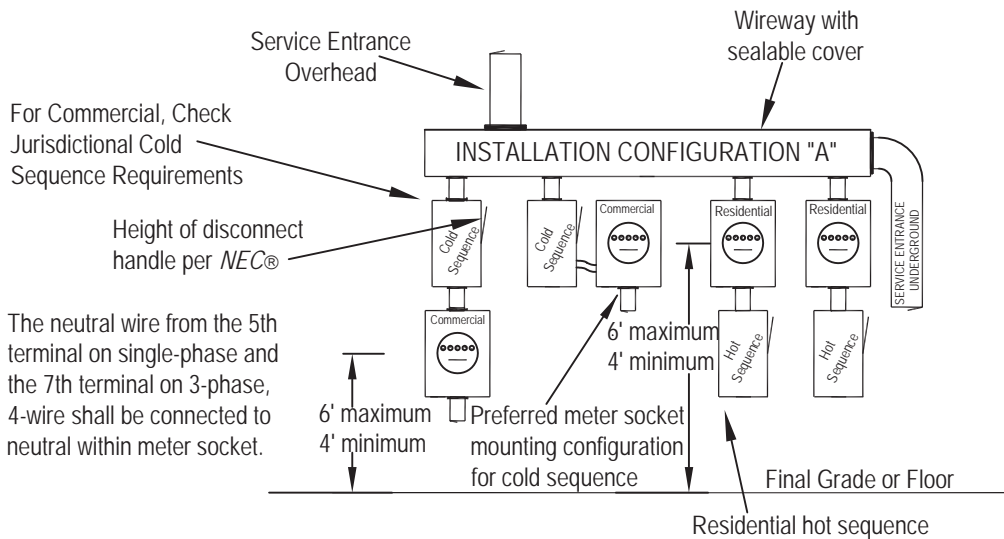 Service Entrance
Overhead
Wireway with
sealable cover
For Commercial, Check
Jurisdictional Cold
Sequence Requirements
INSTALLATION CONFIGURATION "A"
Height of disconnect
handle per NEC®
Cold
Sequence
Cold
Sequence
Commercial
Residential
Residential
SERVICE ENTRANCE
UNDERGROUND
The neutral wire from the 5th
terminal on single-phase and
the 7th terminal on 3-phase,
4-wire shall be connected to
neutral within meter socket.
Commercial
6' maximum
4' minimum
Hot
Sequence
Hot
Sequence
6' maximum
4' minimum
Preferred meter socket
mounting configuration
for cold sequence
Final Grade or Floor
Residential hot sequence